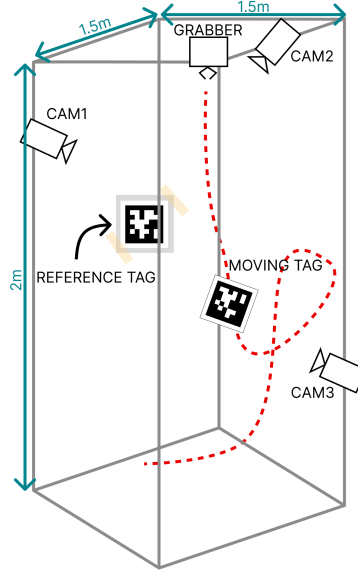 1.5m
1.5m
GRABBER
CAM2
CAM1
REFERENCE TAG
MOVING TAG
2m
CAM3